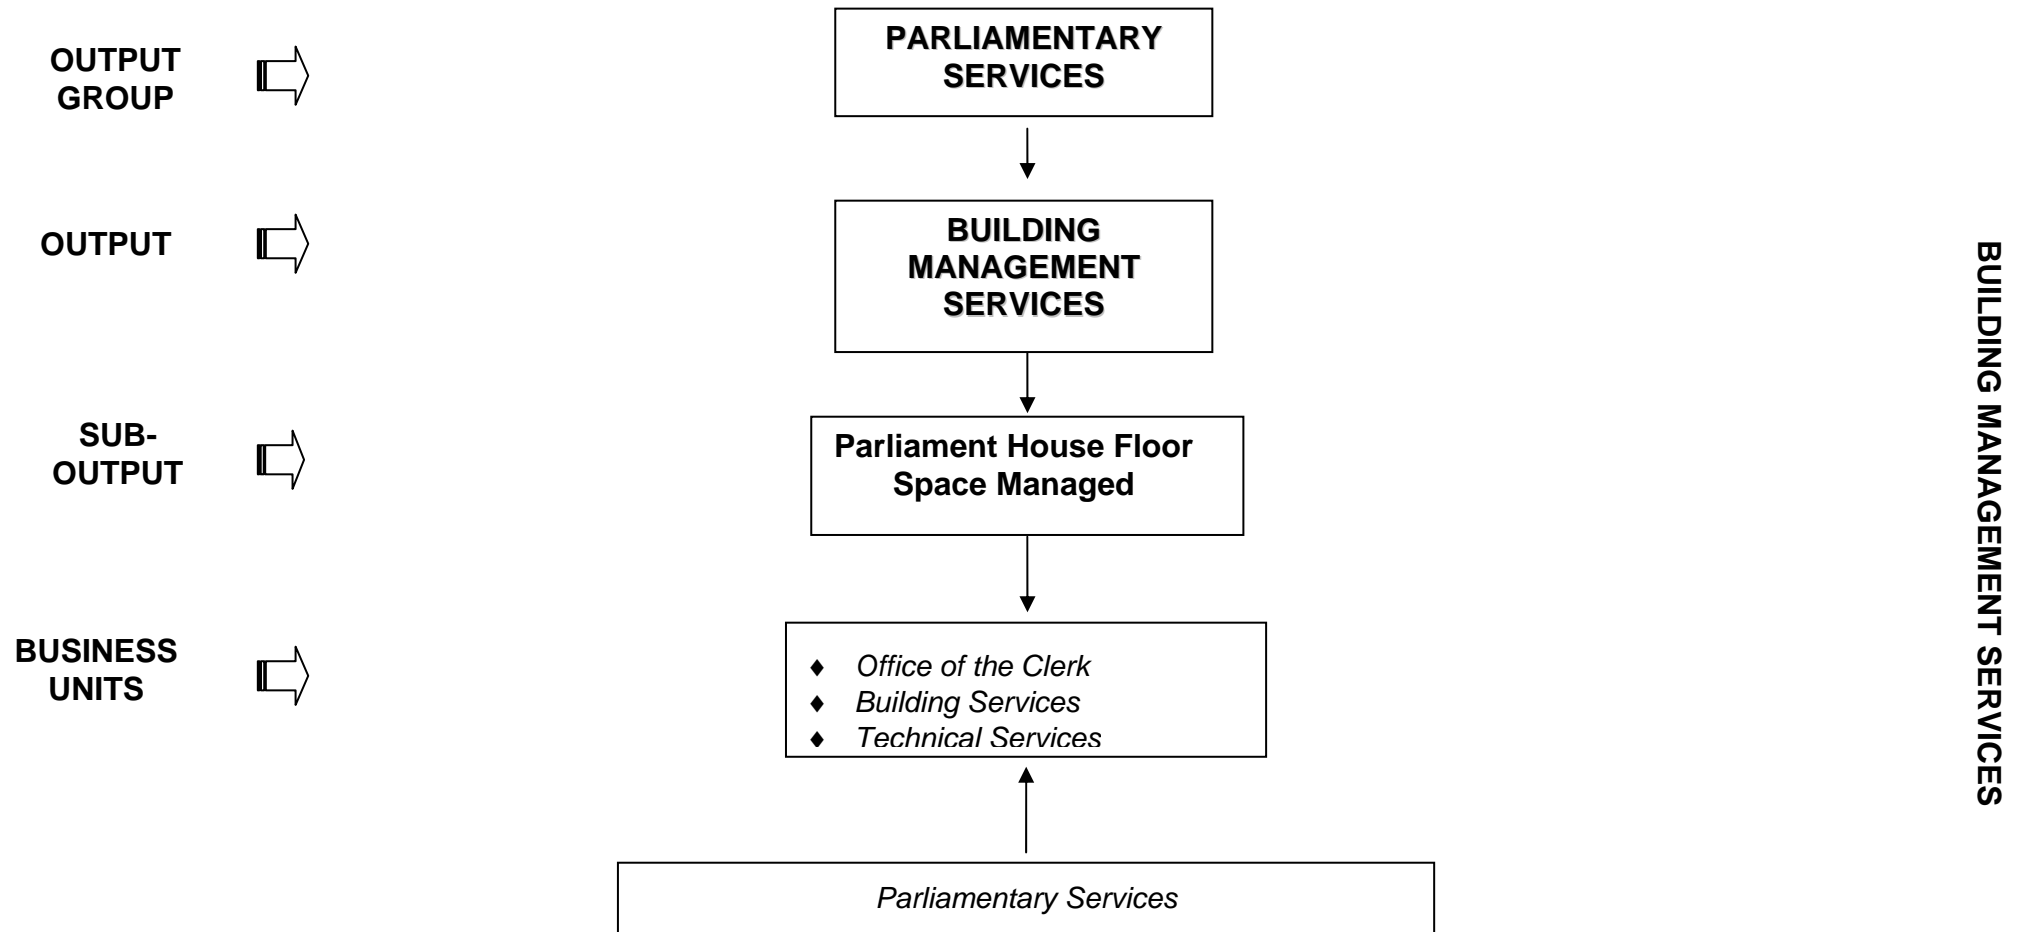 OUTPUT
GROUP
PARLIAMENTARY
SERVICES
OUTPUT
BUILDING
MANAGEMENT
SERVICES
SUB-
OUTPUT
Parliament House Floor
Space Managed
BUSINESS
UNITS
♦ Office of the Clerk
♦ Building Services
♦ Technical Services
Parliamentary Services
BUILDING MANAGEMENT SERVICES